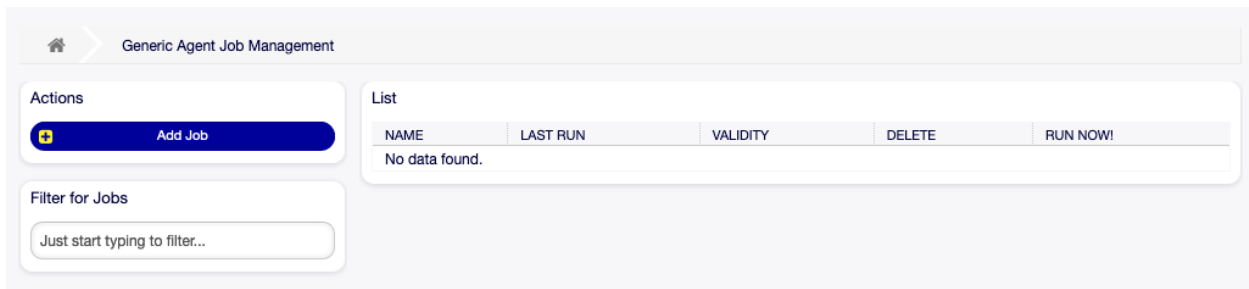 Generic Agent Job Management
Actions
Add Job
Filter for Jobs
Just start typing to filter...
List
NAME LAST RUN VALIDITY DELETE RUN NOW!
No data found.